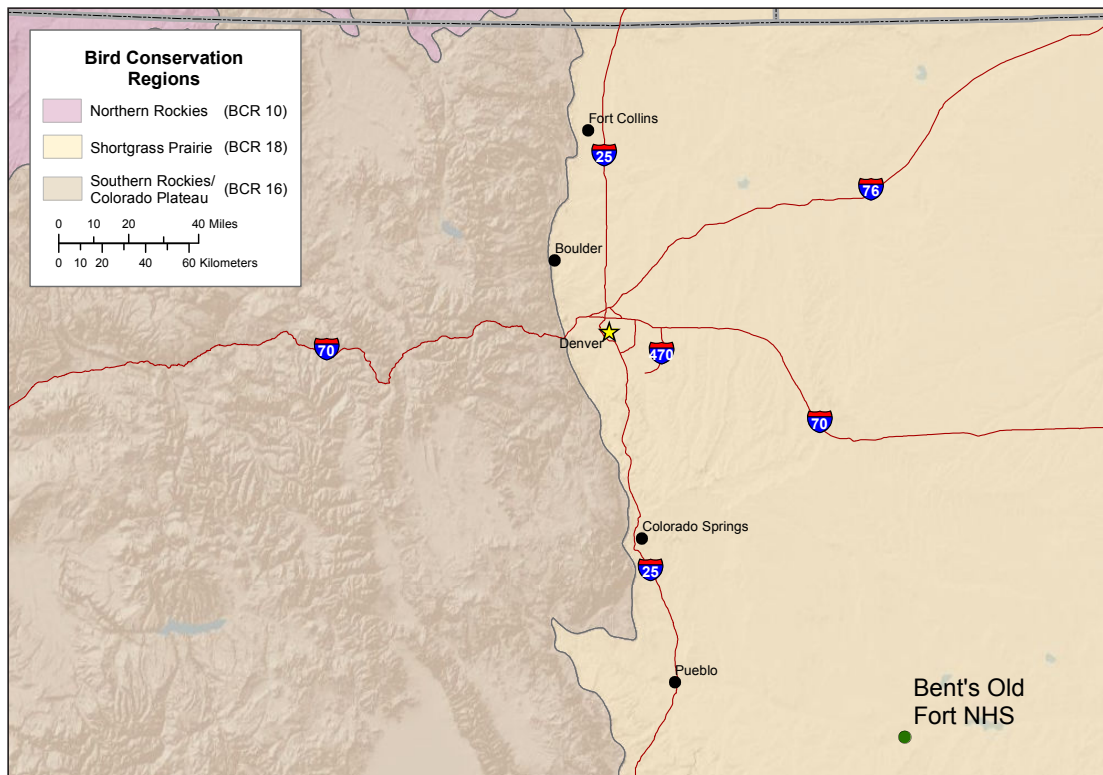 Bird Conservation
Regions
Northern Rockies (BCR 10)
Shortgrass Prairie (BCR 18)
Southern Rockies/
Colorado Plateau (BCR 16)
0 10 20 40 Miles
0 10 20 40 60 Kilometers
Fort Collins
25
76
Boulder
Denver
70
470
70
Colorado Springs
25
Pueblo
Bent's Old
Fort NHS